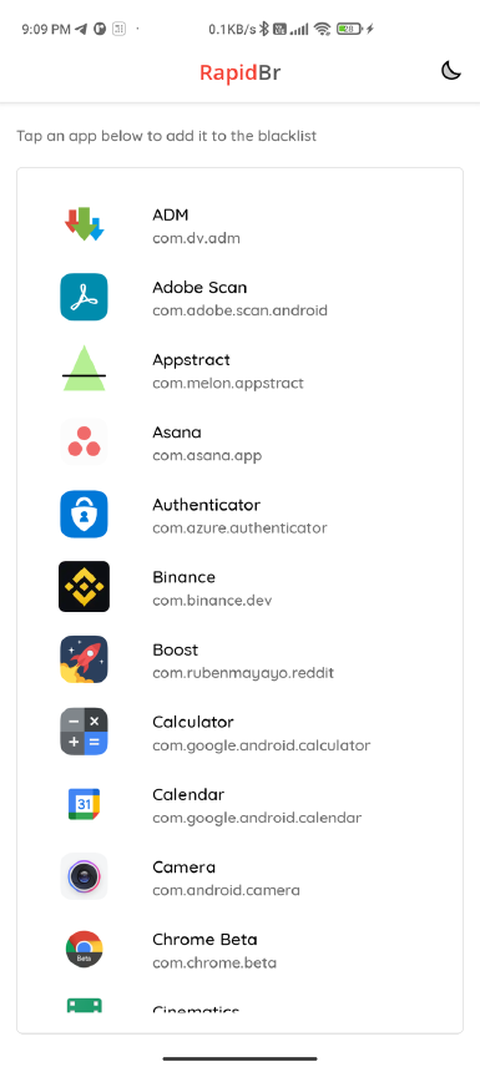 9:09 PM 0.1KB/s 28
RapidBr
Tap an app below to add it to the blacklist
ADM
com.dv.adm
Adobe Scan
com.adobe.scan.android
Appstract
com.melon.appstract
Asana
com.asana.app
Authenticator
com.azure.authenticator
Binance
com.binance.dev
Boost
com.rubenmayayo.reddit
Calculator
com.google.android.calculator
31
Calendar
com.google.android.calendar
Camera
com.android.camera
Beta
Chrome Beta
com.chrome.beta
Cinematics